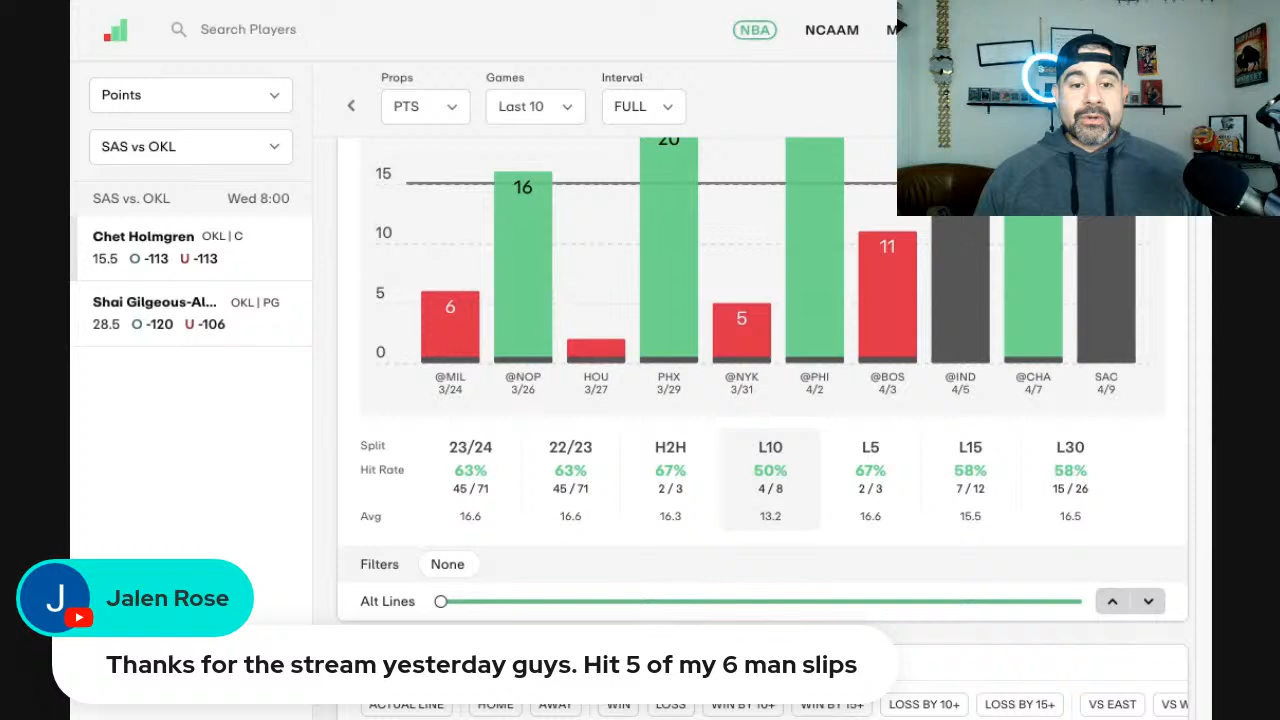 Search Players
NBA
NCAAM
M
Props
Games
Interval
Points
PTS
Last 10
FULL
SAS vs OKL
SAS vs. OKL
Wed 8:00
Chet Holmgren OKL | C
15.5 O -113 U -113
Shai Gilgeous-Al... OKL | PG
28.5 O -120 U -106
15
10
5
0
6
16
20
5
11
@MIL
3/24
@NOP
3/26
HOU
3/27
PHX
3/29
@NYK
3/31
@PHI
4/2
@BOS
4/3
@IND
4/5
@CHA
4/7
SAC
4/9
Split 23/24 22/23 H2H L10 L5 L15 L30
Hit Rate 63% 63% 67% 50% 67% 58% 58%
45 / 71 45 / 71 2 / 3 4 / 8 2 / 3 7 / 12 15 / 26
Avg 16.6 16.6 16.3 13.2 16.6 15.5 16.5
Filters None
Alt Lines
J
Jalen Rose
Thanks for the stream yesterday guys. Hit 5 of my 6 man slips
ACTUAL LINE HOME AWAY WIN LOSS WIN BY 10+ WIN BY 15+ LOSS BY 10+ LOSS BY 15+ VS EAST VS W